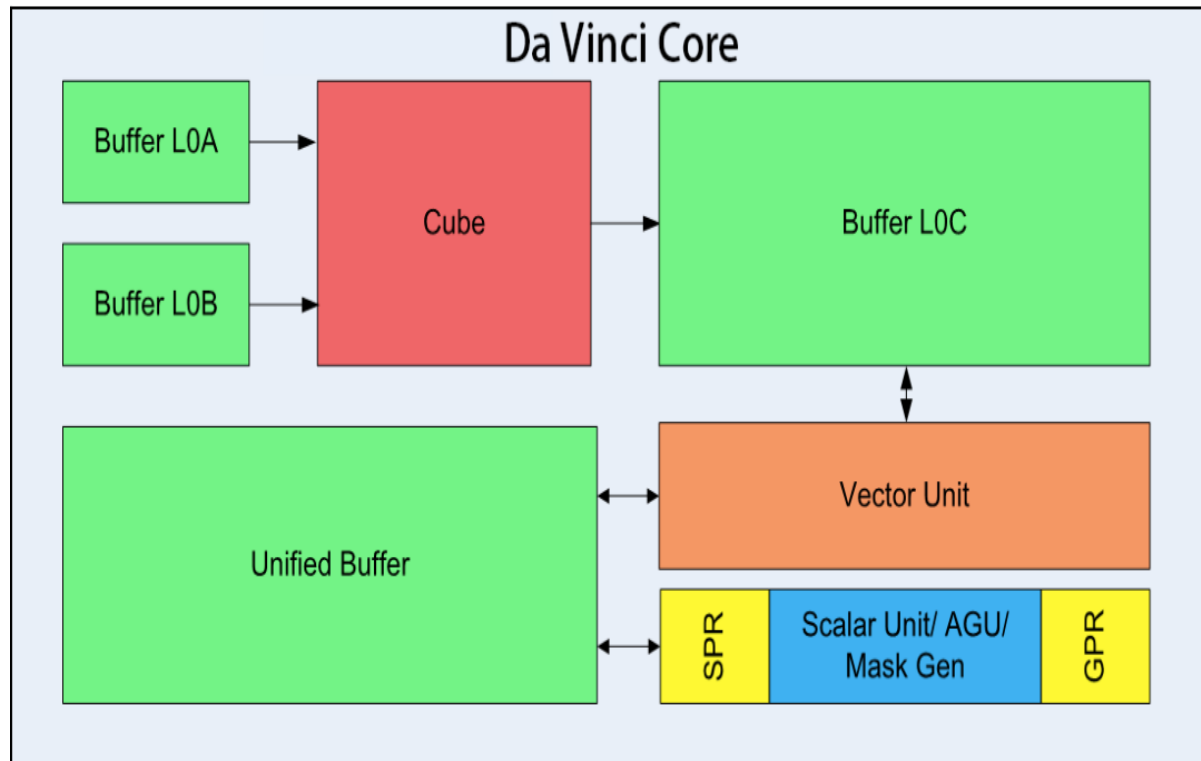 Da Vinci Core
Buffer L0A
Cube
Buffer L0C
Buffer L0B
Vector Unit
Unified Buffer
SPR
Scalar Unit/ AGU/
Mask Gen
GPR